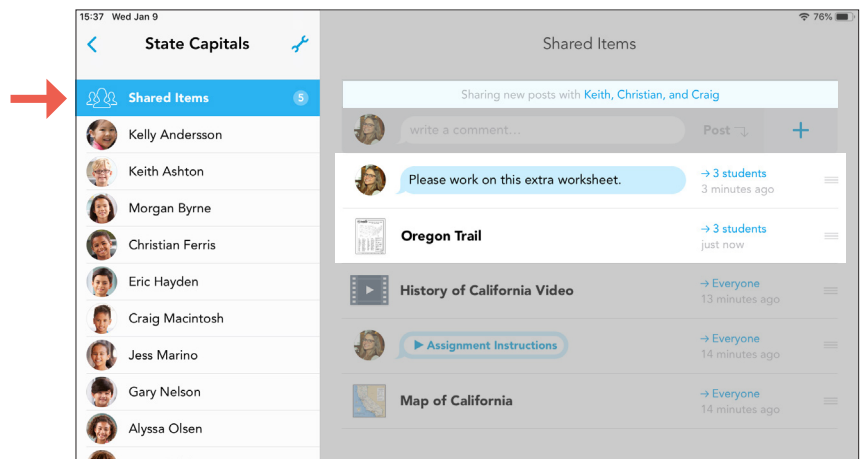 15:37 Wed Jan 9
76%
State Capitals
Shared Items
Shared Items
5
Kelly Andersson
Keith Ashton
Morgan Byrne
Christian Ferris
Eric Hayden
Craig Macintosh
Jess Marino
Gary Nelson
Alyssa Olsen
Sharing new posts with Keith, Christian, and Craig
write a comment...
Post
Please work on this extra worksheet.
→ 3 students
3 minutes ago
Oregon Trail
→ 3 students
just now
History of California Video
→ Everyone
13 minutes ago
Assignment Instructions
→ Everyone
14 minutes ago
Map of California
→ Everyone
14 minutes ago